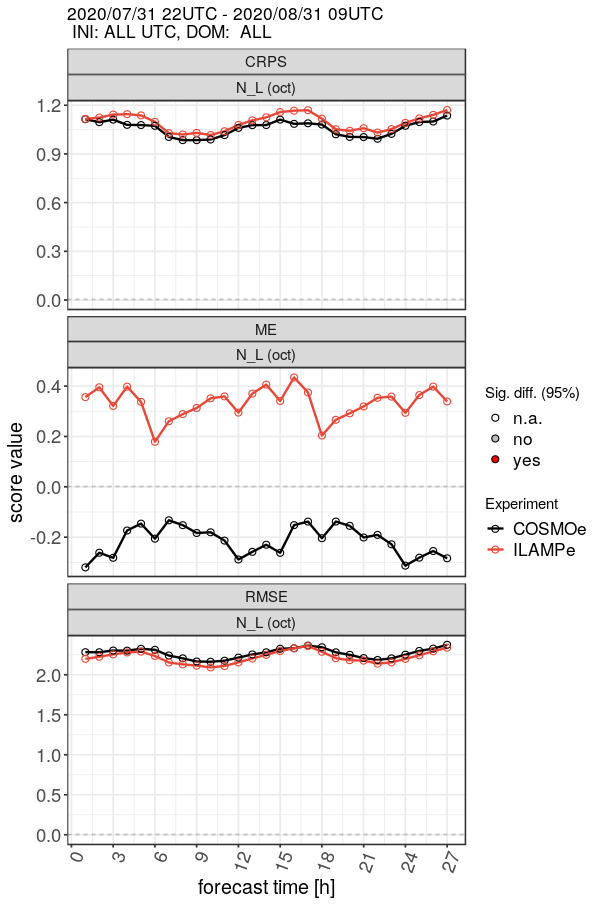 2020/07/31 22UTC - 2020/08/31 09UTC
INI: ALL UTC, DOM:  ALL
CRPS
N_L (oct)
1.2
0.9
0.6
0.3
0.0
ME
N_L (oct)
0.4
0.2
0.0
-0.2
RMSE
N_L (oct)
2.0
1.5
1.0
0.5
0.0
0 3 6 9 12 15 18 21 24 27
forecast time [h]
score value
Sig. diff. (95%)
n.a.
no
yes
Experiment
COSMOe
ILAMPe